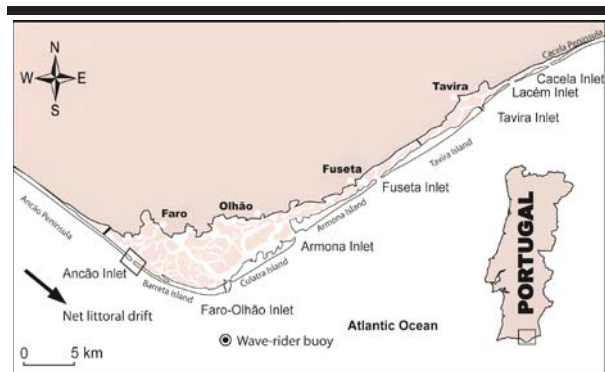 N
W E
S
Cacela Peninsula
Cacela Inlet
Lacém Inlet
Tavira
Tavira Inlet
Tavira Island
Fuseta
Fuseta Inlet
Armona Island
Olhão
Faro
Armona Inlet
Culatra Island
Ancão Peninsula
Ancão Inlet
Barreta Island
Faro-Olhão Inlet
Net littoral drift
Wave-rider buoy
Atlantic Ocean
0 5 km
PORTUGAL